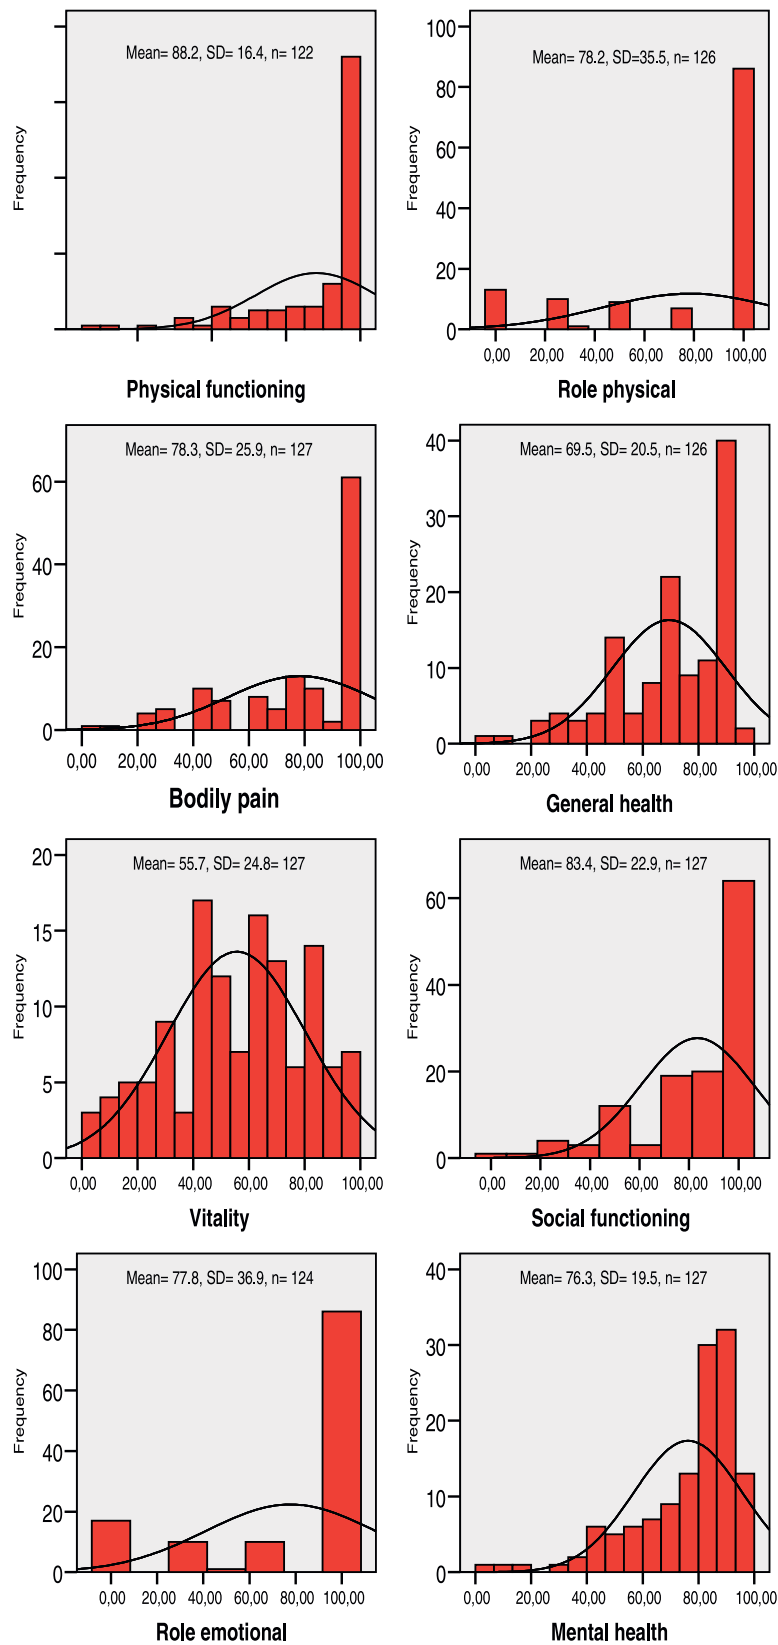 Mean= 88.2, SD= 16.4, n= 122
Frequency
Physical functioning
Mean= 78.2, SD=35.5, n= 126
Frequency
100
80
60
40
20
0
0,00 20,00 40,00 60,00 80,00 100,00
Role physical
Mean= 78.3, SD= 25.9, n= 127
Frequency
60
40
20
0
0,00 20,00 40,00 60,00 80,00 100,00
Bodily pain
Mean= 69.5, SD= 20.5, n= 126
Frequency
40
30
20
10
0
0,00 20,00 40,00 60,00 80,00 100,00
General health
Mean= 55.7, SD= 24.8= 127
Frequency
20
15
10
5
0
0,00 20,00 40,00 60,00 80,00 100,00
Vitality
Mean= 83.4, SD= 22.9, n= 127
Frequency
60
40
20
0
0,00 20,00 40,00 60,00 80,00 100,00
Social functioning
Mean= 77.8, SD= 36.9, n= 124
Frequency
100
80
60
40
20
0
0,00 20,00 40,00 60,00 80,00 100,00
Role emotional
Mean= 76.3, SD= 19.5, n= 127
Frequency
40
30
20
10
0
0,00 20,00 40,00 60,00 80,00 100,00
Mental health